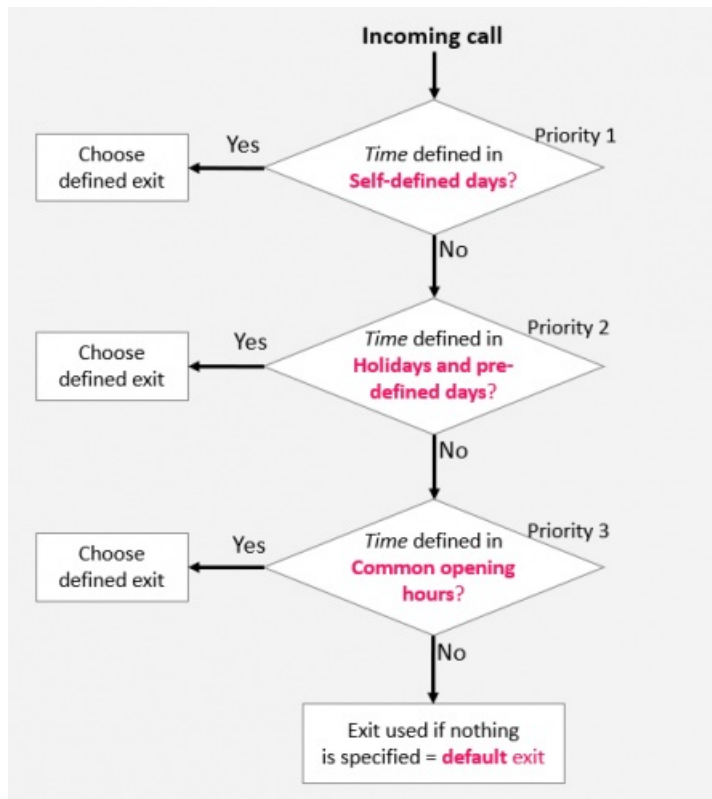 Incoming call
Priority 1
Yes
Choose
defined exit
Time defined in
Self-defined days?
No
Priority 2
Yes
Choose
defined exit
Time defined in
Holidays and pre-
defined days?
No
Priority 3
Yes
Choose
defined exit
Time defined in
Common opening
hours?
No
Exit used if nothing
is specified = default exit